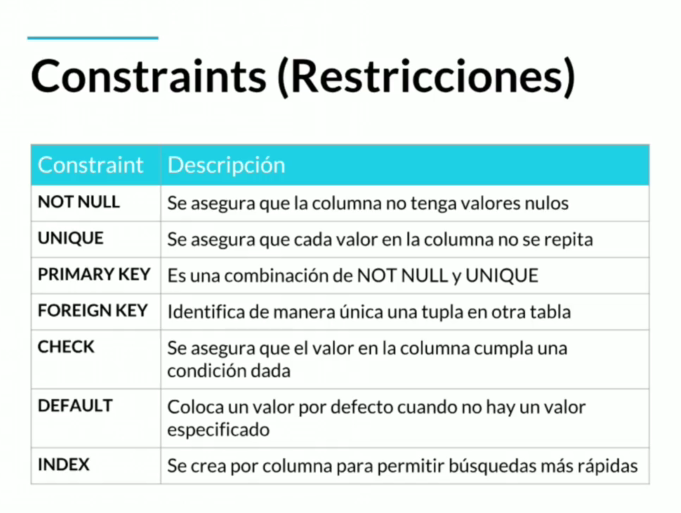 Constraints (Restricciones)
Constraint Descripción
NOT NULL Se asegura que la columna no tenga valores nulos
UNIQUE Se asegura que cada valor en la columna no se repita
PRIMARY KEY Es una combinación de NOT NULL y UNIQUE
FOREIGN KEY Identifica de manera única una tupla en otra tabla
CHECK Se asegura que el valor en la columna cumpla una
condición dada
DEFAULT Coloca un valor por defecto cuando no hay un valor
especificado
INDEX Se crea por columna para permitir búsquedas más rápidas